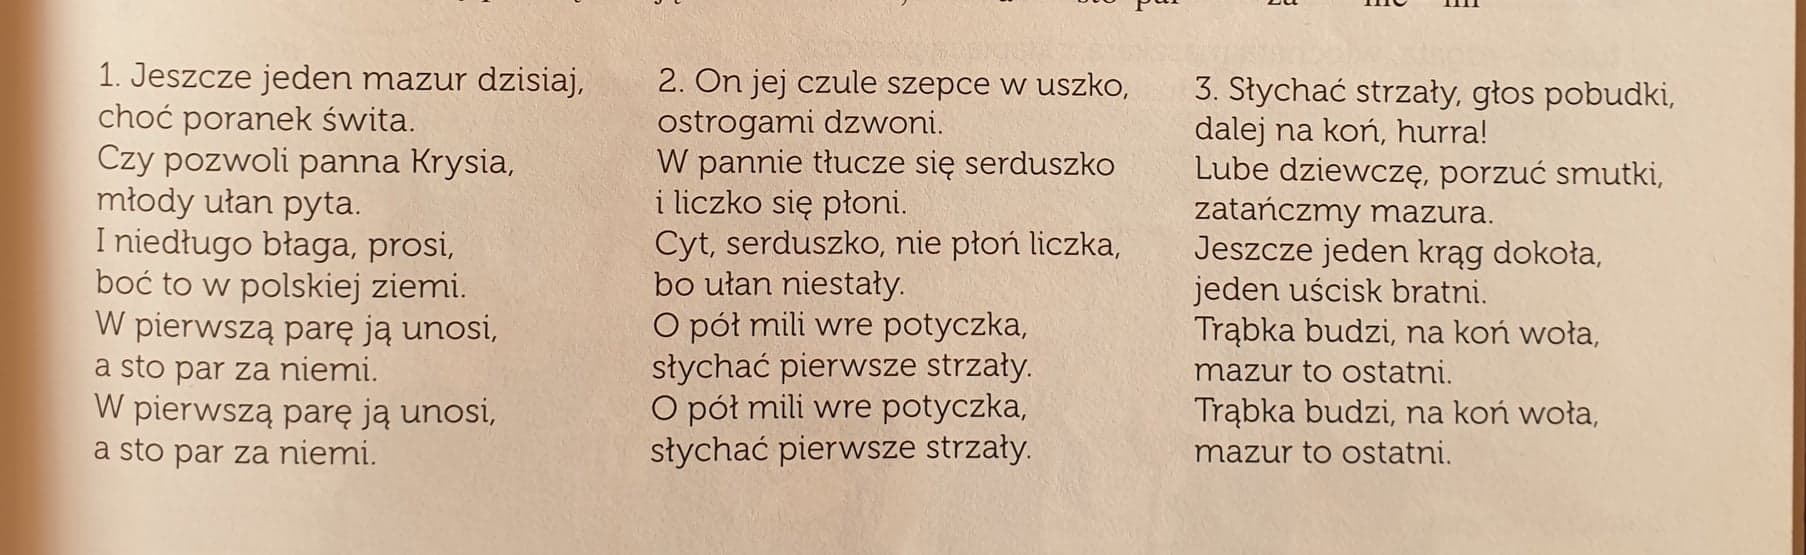 1. Jeszcze jeden mazur dzisiaj,
choć poranek świta.
Czy pozwoli panna Krysia,
młody ułan pyta.
I niedługo błaga, prosi,
boć to w polskiej ziemi.
W pierwszą parę ją unosi,
a sto par za niemi.
W pierwszą parę ją unosi,
a sto par za niemi.
2. On jej czule szepce w uszko,
ostrogami dzwoni.
W pannie tłucze się serduszko
i liczko się płoni.
Cyt, serduszko, nie płoń liczka,
bo ułan niestały.
O pół mili wre potyczka,
słychać pierwsze strzały.
O pół mili wre potyczka,
słychać pierwsze strzały.
3. Słychać strzały, głos pobudki,
dalej na koń, hurra!
Lube dziewczę, porzuć smutki,
zatańczmy mazura.
Jeszcze jeden krąg dokoła,
jeden uścisk bratni.
Trąbka budzi, na koń woła,
mazur to ostatni.
Trąbka budzi, na koń woła,
mazur to ostatni.